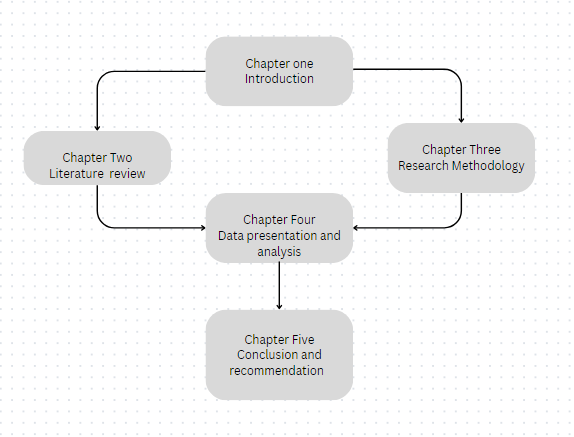 Chapter one
Introduction
Chapter Two
Literature review
Chapter Three
Research Methodology
Chapter Four
Data presentation and
analysis
Chapter Five
Conclusion and
recommendation